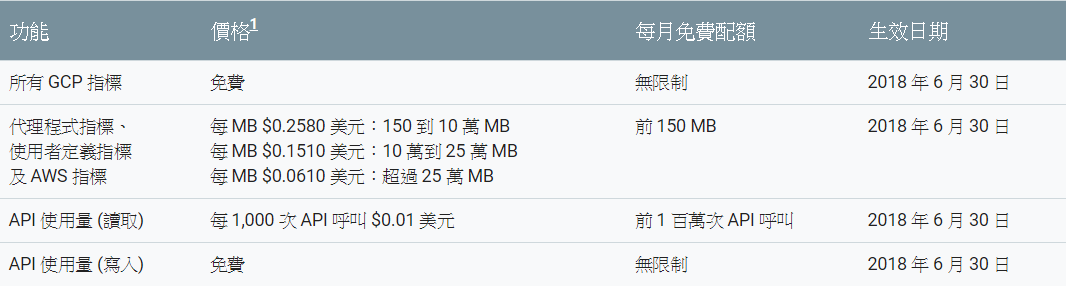 功能 價格1 每月免費配額 生效日期
所有 GCP 指標 免費 無限制 2018 年 6 月 30 日
代理程式指標、 每 MB $0.2580 美元：150 到 10 萬 MB 前 150 MB 2018 年 6 月 30 日
使用者定義指標 每 MB $0.1510 美元：10 萬到 25 萬 MB
及 AWS 指標 每 MB $0.0610 美元：超過 25 萬 MB
API 使用量 (讀取) 每 1,000 次 API 呼叫 $0.01 美元 前 1 百萬次 API 呼叫 2018 年 6 月 30 日
API 使用量 (寫入) 免費 無限制 2018 年 6 月 30 日